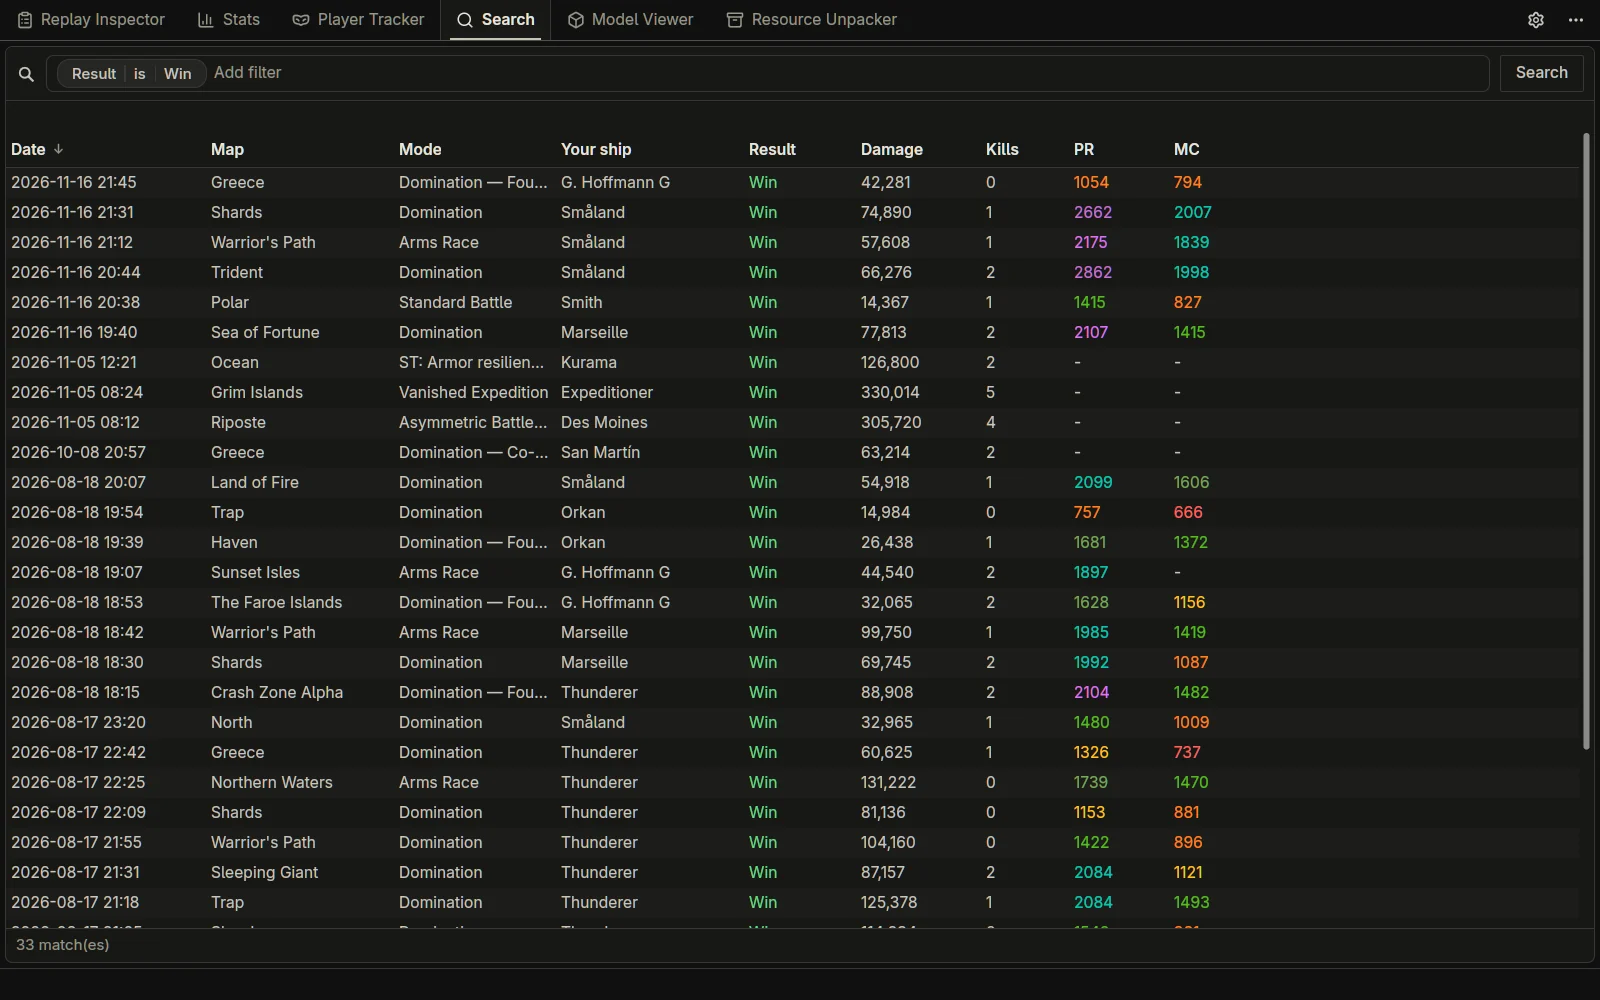 Replay Inspector Stats Player Tracker Search Model Viewer Resource Unpacker
Result is Win Add filter Search
Date ↓ Map Mode Your ship Result Damage Kills PR MC
2026-11-16 21:45 Greece Domination — Fou... G. Hoffmann G Win 42,281 0 1054 794
2026-11-16 21:31 Shards Domination Småland Win 74,890 1 2662 2007
2026-11-16 21:12 Warrior's Path Arms Race Småland Win 57,608 1 2175 1839
2026-11-16 20:44 Trident Domination Småland Win 66,276 2 2862 1998
2026-11-16 20:38 Polar Standard Battle Smith Win 14,367 1 1415 827
2026-11-16 19:40 Sea of Fortune Domination Marseille Win 77,813 2 2107 1415
2026-11-05 12:21 Ocean ST: Armor resilien... Kurama Win 126,800 2 - -
2026-11-05 08:24 Grim Islands Vanished Expedition Expeditioner Win 330,014 5 - -
2026-11-05 08:12 Riposte Asymmetric Battle... Des Moines Win 305,720 4 - -
2026-10-08 20:57 Greece Domination — Co-... San Martín Win 63,214 2 - -
2026-08-18 20:07 Land of Fire Domination Småland Win 54,918 1 2099 1606
2026-08-18 19:54 Trap Domination Orkan Win 14,984 0 757 666
2026-08-18 19:39 Haven Domination — Fou... Orkan Win 26,438 1 1681 1372
2026-08-18 19:07 Sunset Isles Arms Race G. Hoffmann G Win 44,540 2 1897 -
2026-08-18 18:53 The Faroe Islands Domination — Fou... G. Hoffmann G Win 32,065 2 1628 1156
2026-08-18 18:42 Warrior's Path Arms Race Marseille Win 99,750 1 1985 1419
2026-08-18 18:30 Shards Domination Marseille Win 69,745 2 1992 1087
2026-08-18 18:15 Crash Zone Alpha Domination — Fou... Thunderer Win 88,908 2 2104 1482
2026-08-17 23:20 North Domination Småland Win 32,965 1 1480 1009
2026-08-17 22:42 Greece Domination Thunderer Win 60,625 1 1326 737
2026-08-17 22:25 Northern Waters Arms Race Thunderer Win 131,222 0 1739 1470
2026-08-17 22:09 Shards Domination Thunderer Win 81,136 0 1153 881
2026-08-17 21:55 Warrior's Path Domination Thunderer Win 104,160 0 1422 896
2026-08-17 21:31 Sleeping Giant Domination Thunderer Win 87,157 2 2084 1121
2026-08-17 21:18 Trap Domination Thunderer Win 125,378 1 2084 1493
33 match(es)